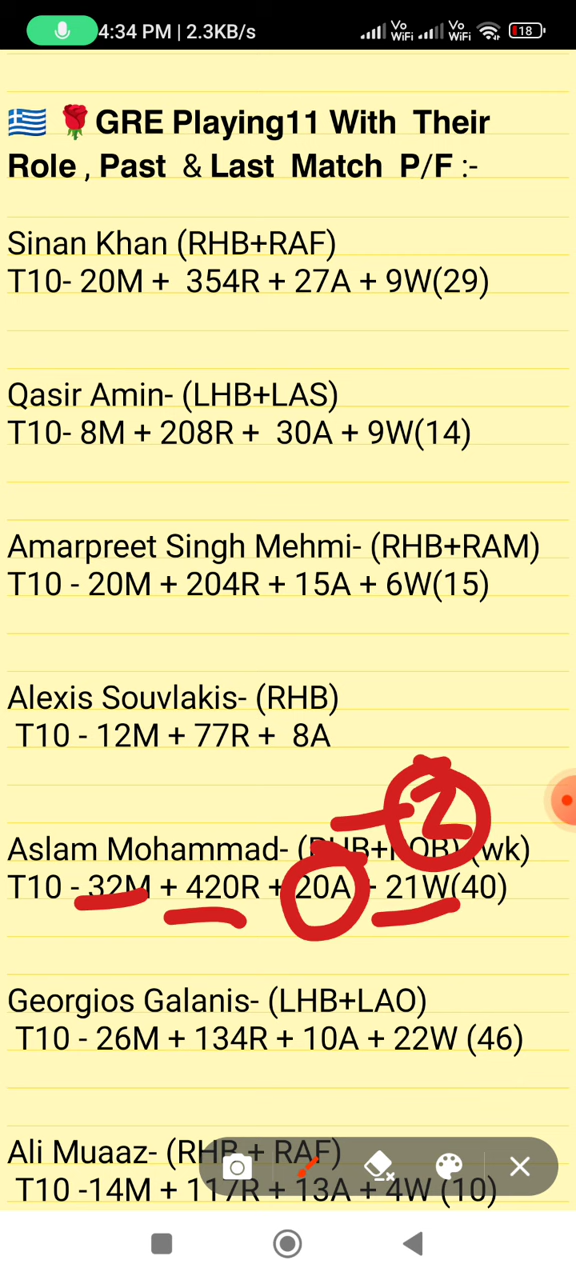 4:34 PM | 2.3KB/s Vo WiFi Vo WiFi 18
🇬🇷 🌹GRE Playing11 With Their
Role , Past & Last Match P/F :-
Sinan Khan (RHB+RAF)
T10- 20M + 354R + 27A + 9W(29)
Qasir Amin- (LHB+LAS)
T10- 8M + 208R + 30A + 9W(14)
Amarpreet Singh Mehmi- (RHB+RAM)
T10 - 20M + 204R + 15A + 6W(15)
Alexis Souvlakis- (RHB)
T10 - 12M + 77R + 8A
- 2
Aslam Mohammad- (wk)
T10 - 32M + 420R + 20A + 21W(40)
Georgios Galanis- (LHB+LAO)
T10 - 26M + 134R + 10A + 22W (46)
Ali Muaaz- (RHB + RAF)
T10 -14M + 117R + 13A + 4W (10)